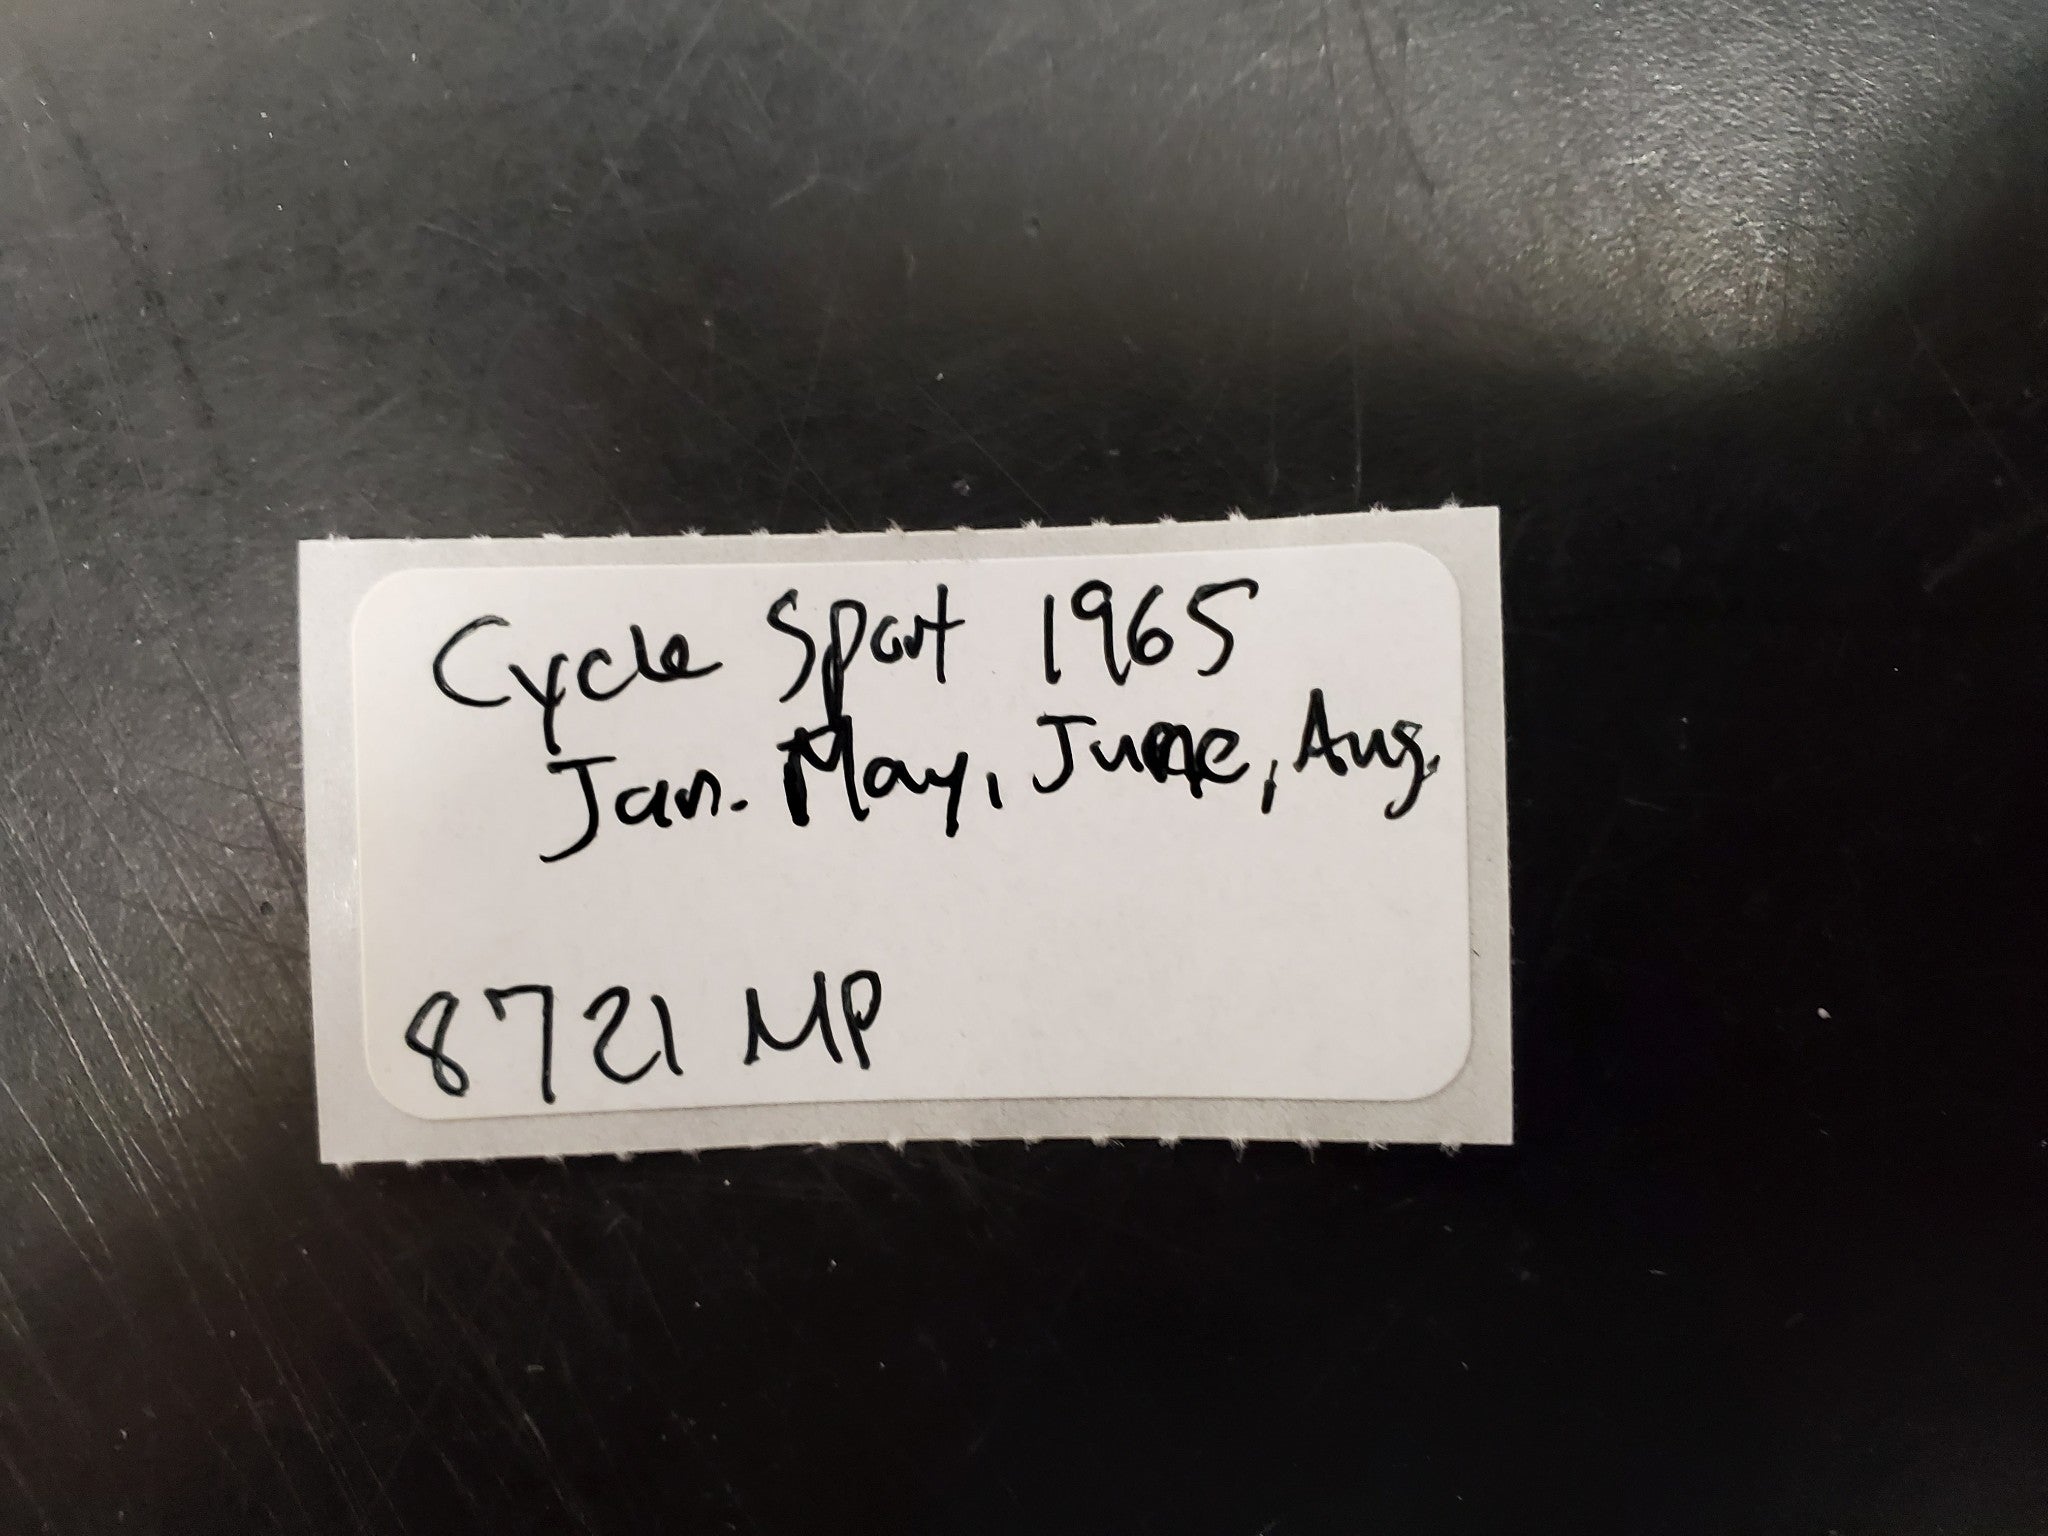 Cycle Sport 1965
Jan. May, June, Aug.
8721 MP